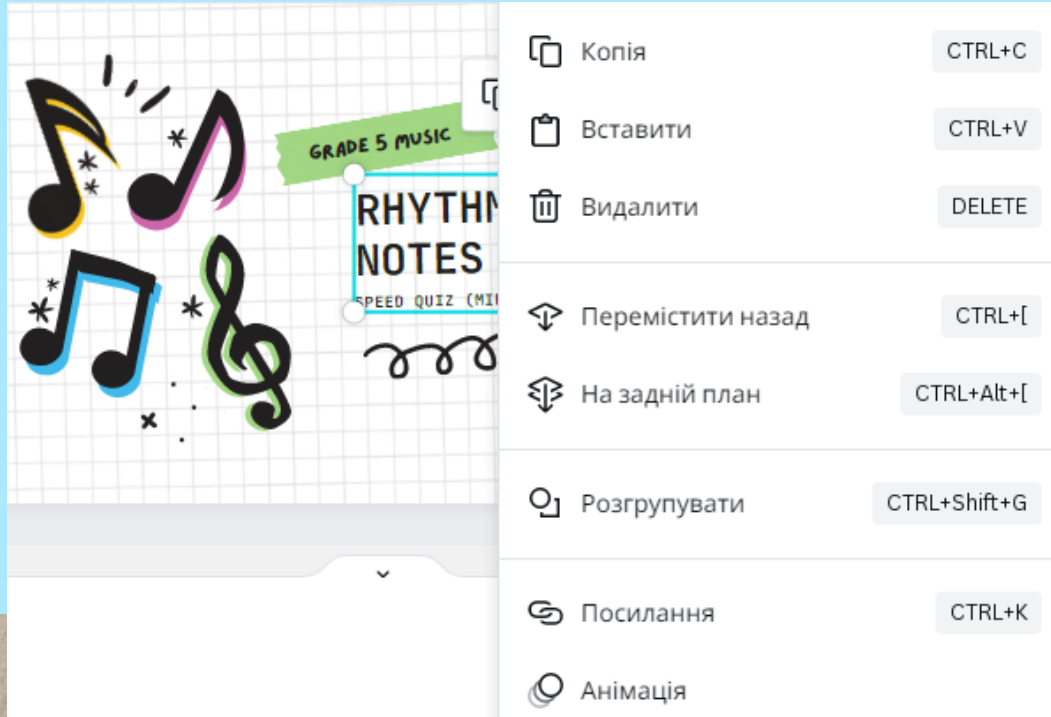 GRADE 5 MUSIC
RHYTHM
NOTES
SPEED QUIZ
Копія CTRL+C
Вставити CTRL+V
Видалити DELETE
Перемістити назад CTRL+[
На задній план CTRL+Alt+[
Розгрупувати CTRL+Shift+G
Посилання CTRL+K
Анімація